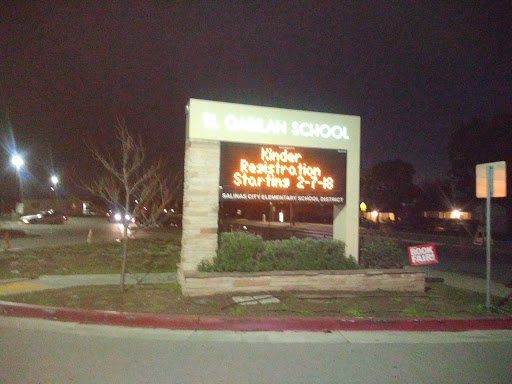 EL GABILAN SCHOOL
Kinder
Registration
Starting 2-7-18
SALINAS CITY ELEMENTARY SCHOOL DISTRICT
BOOK
FAIR!